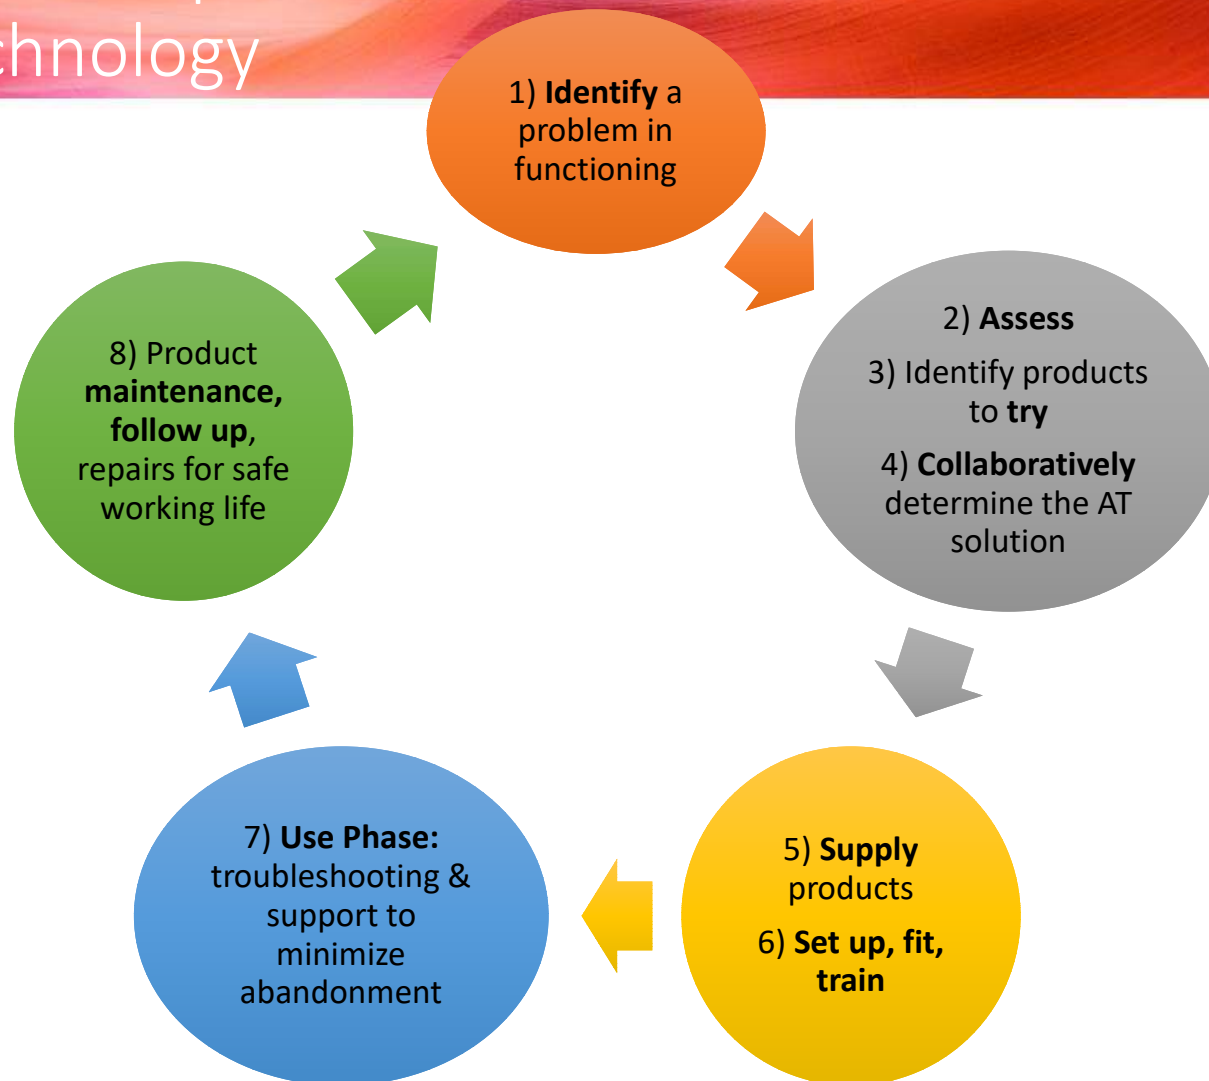 chnology
1) Identify a
problem in
functioning
2) Assess
3) Identify products
to try
4) Collaboratively
determine the AT
solution
5) Supply
products
6) Set up, fit,
train
7) Use Phase:
troubleshooting &
support to
minimize
abandonment
8) Product
maintenance,
follow up,
repairs for safe
working life